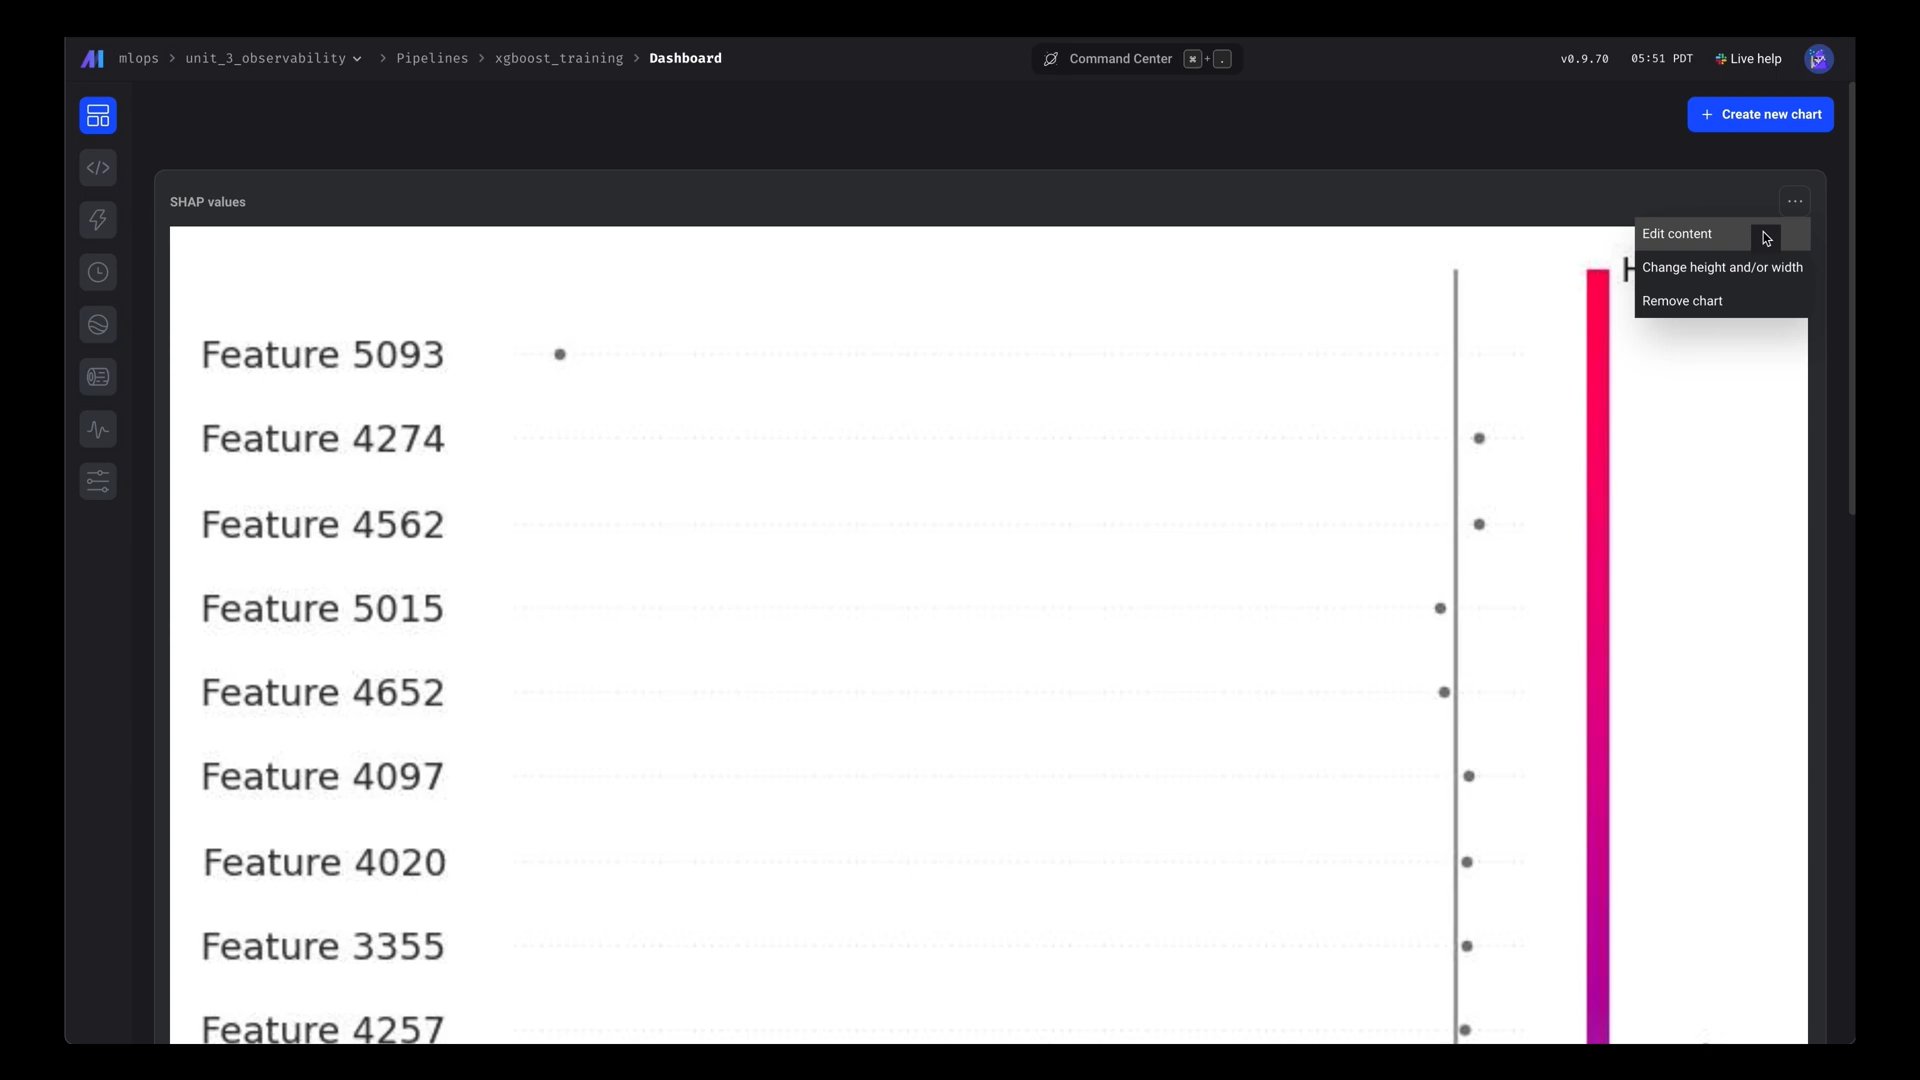 mlops > unit_3_observability > Pipelines > xgboost_training > Dashboard
Command Center ⌘ + .
v0.9.70 05:51 PDT Live help
+ Create new chart
SHAP values
...
Edit content
Change height and/or width
Remove chart
H
Feature 5093
Feature 4274
Feature 4562
Feature 5015
Feature 4652
Feature 4097
Feature 4020
Feature 3355
Feature 4257